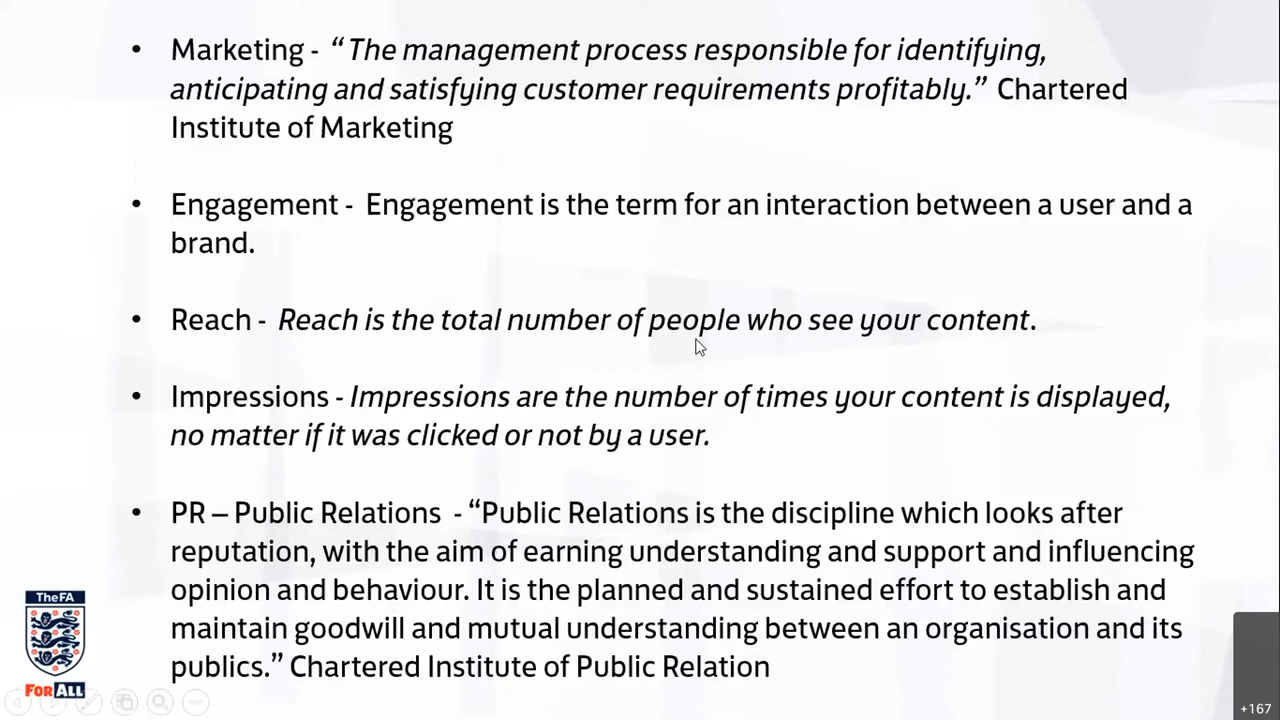 • Marketing - “ The management process responsible for identifying,
anticipating and satisfying customer requirements profitably.” Chartered
Institute of Marketing
• Engagement - Engagement is the term for an interaction between a user and a
brand.
• Reach - Reach is the total number of people who see your content.
• Impressions - Impressions are the number of times your content is displayed,
no matter if it was clicked or not by a user.
• PR – Public Relations - “Public Relations is the discipline which looks after
reputation, with the aim of earning understanding and support and influencing
opinion and behaviour. It is the planned and sustained effort to establish and
maintain goodwill and mutual understanding between an organisation and its
publics.” Chartered Institute of Public Relation
The FA
FOR ALL
+167